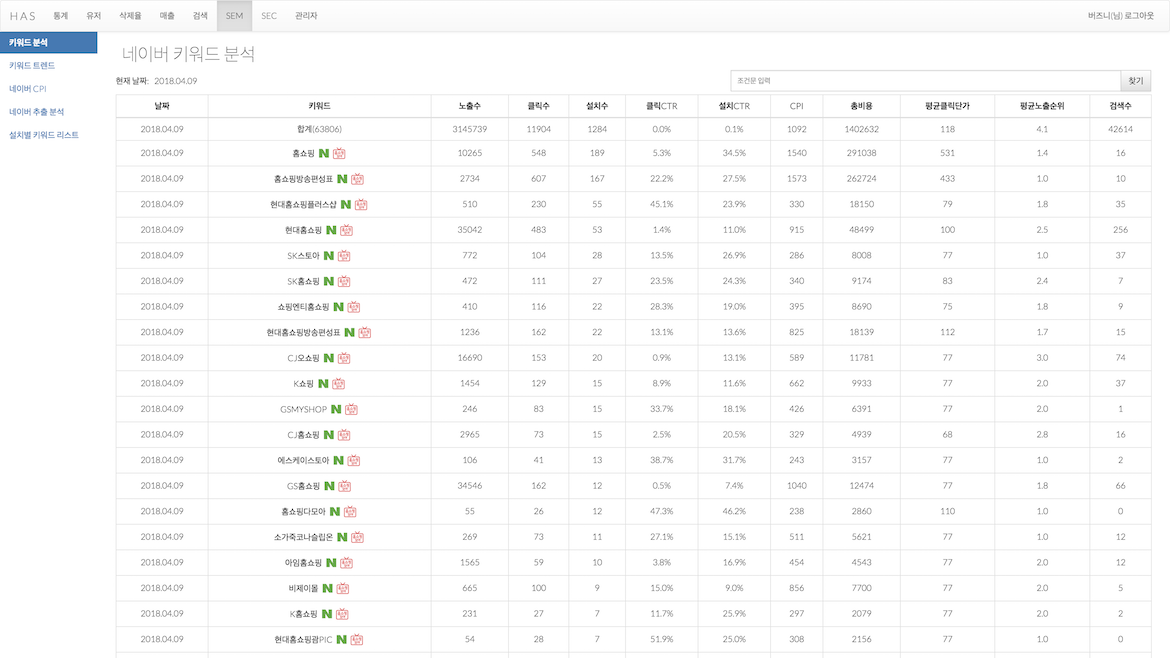 HAS 통계 유저 삭제율 매출 검색 SEM SEC 관리자 버즈니(님) 로그아웃
키워드 분석
키워드 트렌드
네이버 CPI
네이버 추출 분석
설치별 키워드 리스트
네이버 키워드 분석
현재 날짜: 2018.04.09 조건문 입력 찾기
날짜 키워드 노출수 클릭수 설치수 클릭CTR 설치CTR CPI 총비용 평균클릭단가 평균노출순위 검색수
2018.04.09 합계(63806) 3145739 11904 1284 0.0% 0.1% 1092 1402632 118 4.1 42614
2018.04.09 홈쇼핑 N 10265 548 189 5.3% 34.5% 1540 291038 531 1.4 16
2018.04.09 홈쇼핑방송편성표 N 2734 607 167 22.2% 27.5% 1573 262724 433 1.0 10
2018.04.09 현대홈쇼핑플러스샵 N 510 230 55 45.1% 23.9% 330 18150 79 1.8 35
2018.04.09 현대홈쇼핑 N 35042 483 53 1.4% 11.0% 915 48499 100 2.5 256
2018.04.09 SK스토아 N 772 104 28 13.5% 26.9% 286 8008 77 1.0 37
2018.04.09 SK홈쇼핑 N 472 111 27 23.5% 24.3% 340 9174 83 2.4 7
2018.04.09 쇼핑엔티홈쇼핑 N 410 116 22 28.3% 19.0% 395 8690 75 1.8 9
2018.04.09 현대홈쇼핑방송편성표 N 1236 162 22 13.1% 13.6% 825 18139 112 1.7 15
2018.04.09 CJ오쇼핑 N 16690 153 20 0.9% 13.1% 589 11781 77 3.0 74
2018.04.09 K쇼핑 N 1454 129 15 8.9% 11.6% 662 9933 77 2.0 37
2018.04.09 GSMYSHOP N 246 83 15 33.7% 18.1% 426 6391 77 2.0 1
2018.04.09 CJ홈쇼핑 N 2965 73 15 2.5% 20.5% 329 4939 68 2.8 16
2018.04.09 에스케이스토아 N 106 41 13 38.7% 31.7% 243 3157 77 1.0 2
2018.04.09 GS홈쇼핑 N 34546 162 12 0.5% 7.4% 1040 12474 77 1.8 66
2018.04.09 홈쇼핑다모아 N 55 26 12 47.3% 46.2% 238 2860 110 1.0 0
2018.04.09 소가죽코나슬립온 N 269 73 11 27.1% 15.1% 511 5621 77 1.0 12
2018.04.09 아임홈쇼핑 N 1565 59 10 3.8% 16.9% 454 4543 77 2.0 12
2018.04.09 비제이몰 N 665 100 9 15.0% 9.0% 856 7700 77 2.0 5
2018.04.09 K홈쇼핑 N 231 27 7 11.7% 25.9% 297 2079 77 2.0 2
2018.04.09 현대홈쇼핑광PIC N 54 28 7 51.9% 25.0% 308 2156 77 1.0 0